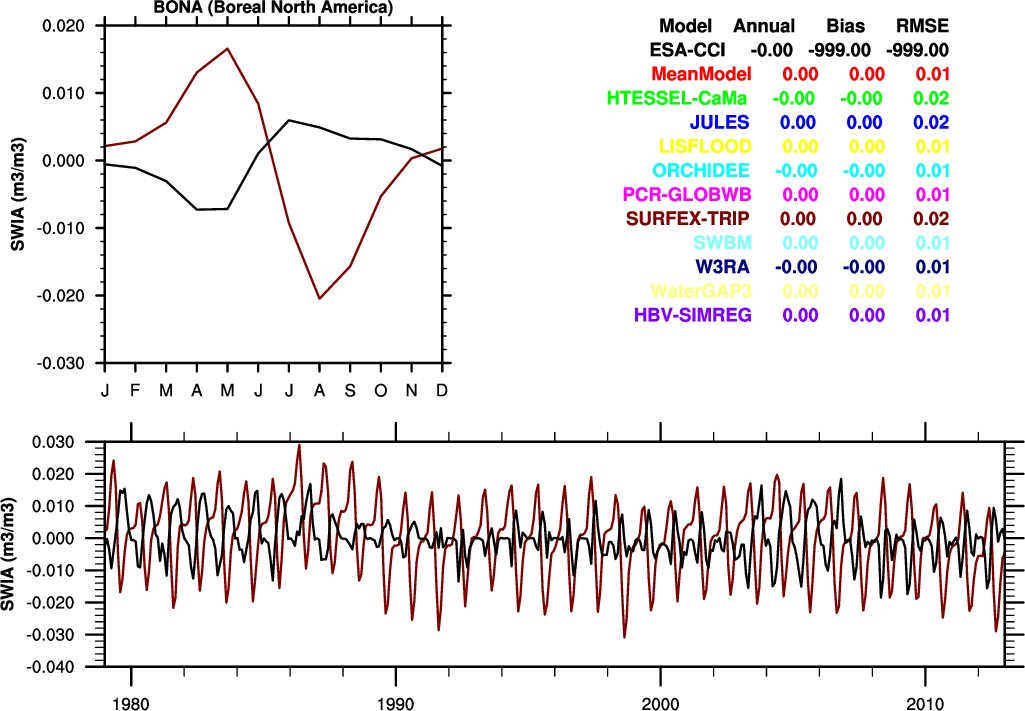 BONA (Boreal North America)
0.020
0.010
0.000
-0.010
-0.020
-0.030
SWIA (m3/m3)
J F M A M J J A S O N D
Model Annual Bias RMSE
ESA-CCI -0.00 -999.00 -999.00
MeanModel 0.00 0.00 0.01
HTESSEL-CaMa -0.00 -0.00 0.02
JULES 0.00 0.00 0.02
LISFLOOD 0.00 0.00 0.01
ORCHIDEE -0.00 -0.00 0.01
PCR-GLOBWB 0.00 0.00 0.01
SURFEX-TRIP 0.00 0.00 0.02
SWBM 0.00 0.00 0.01
W3RA -0.00 -0.00 0.01
WaterGAP3 0.00 0.00 0.01
HBV-SIMREG 0.00 0.00 0.01
0.030
0.020
0.010
0.000
-0.010
-0.020
-0.030
-0.040
SWIA (m3/m3)
1980 1990 2000 2010